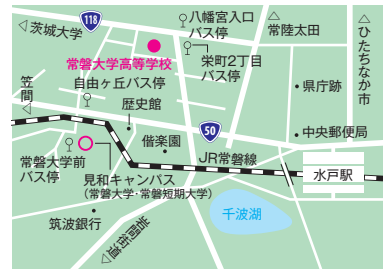 118
八幡宮入口
バス停
△
常陸太田
△
ひたちなか市
◁茨城大学
常磐大学高等学校
栄町2丁目
バス停
自由ヶ丘バス停
笠間
◁
歴史館
県庁跡
50
中央郵便局
偕楽園
常磐大学前
バス停
JR常磐線
水戸駅
見和キャンパス
(常磐大学・常磐短期大学)
千波湖
筑波銀行
岩間街道
▽